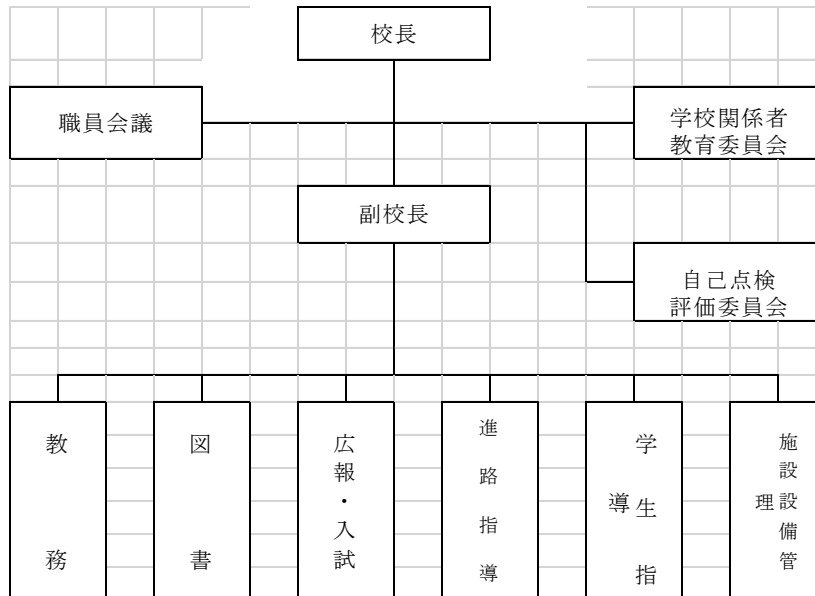 校長
職員会議
学校関係者
教育委員会
副校長
自己点検
評価委員会
教務
図書
広報・入試
進路指導
学生指
導
施設設備管
理